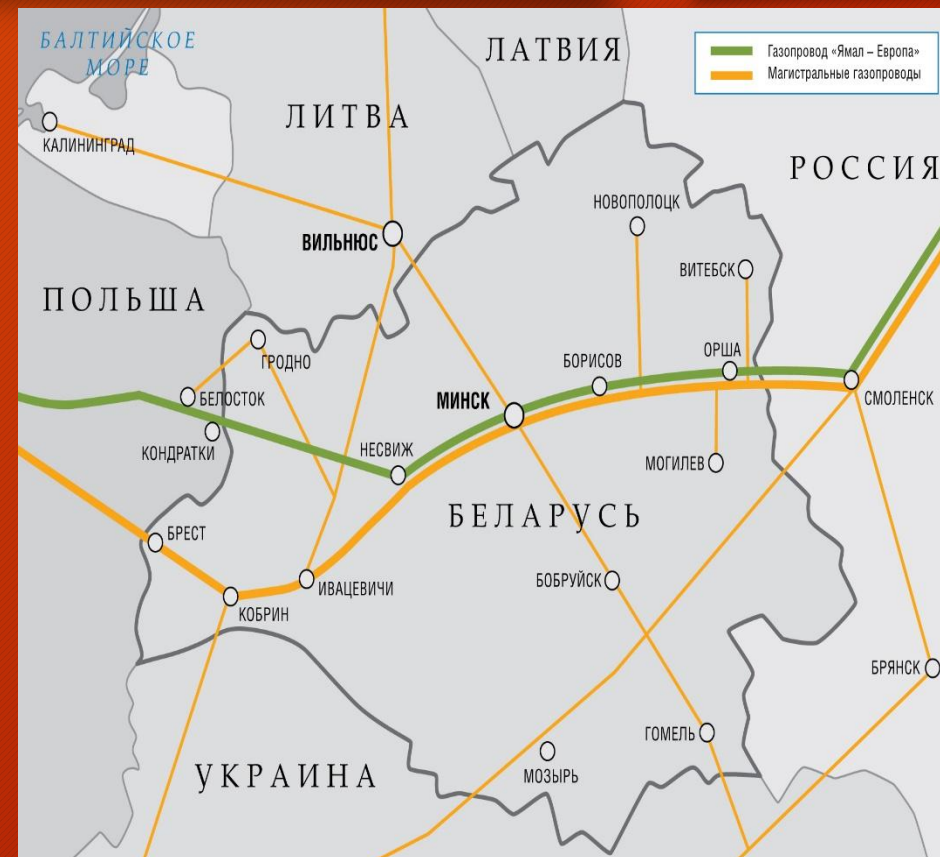 БАЛТИЙСКОЕ
МОРЕ
ЛАТВИЯ
Газопровод «Ямал – Европа»
Магистральные газопроводы
ЛИТВА
КАЛИНИНГРАД
РОССИЯ
НОВОПОЛОЦК
ВИЛЬНЮС
ВИТЕБСК
ПОЛЬША
ГРОДНО
БОРИСОВ
ОРША
БЕЛОСТОК
МИНСК
СМОЛЕНСК
КОНДРАТКИ
НЕСВИЖ
МОГИЛЕВ
БЕЛАРУСЬ
БРЕСТ
ИВАЦЕВИЧИ
БОБРУЙСК
КОБРИН
БРЯНСК
ГОМЕЛЬ
УКРАИНА
МОЗЫРЬ